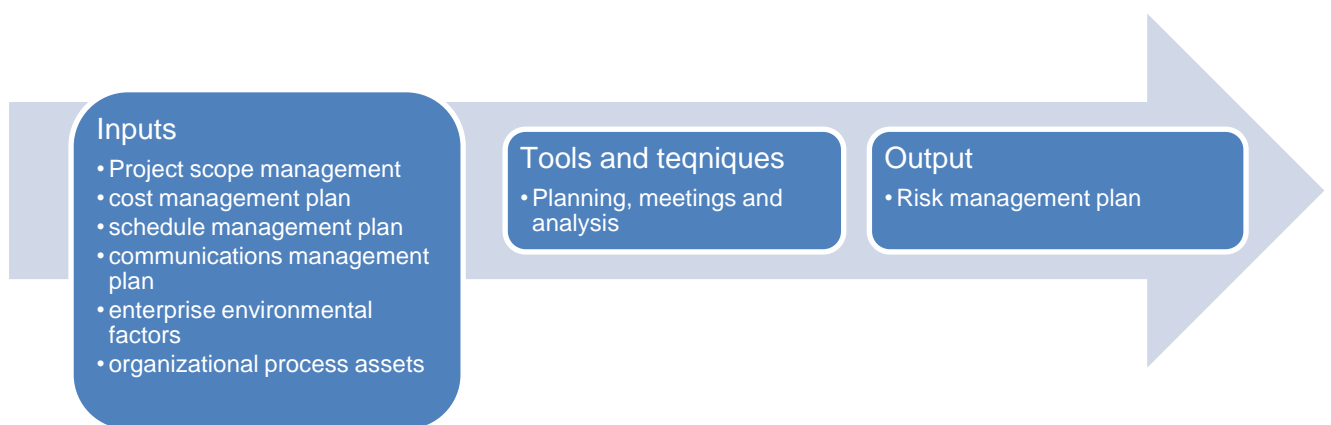 Inputs
• Project scope management
• cost management plan
• schedule management plan
• communications management
plan
• enterprise environmental
factors
• organizational process assets
Tools and teqniques
• Planning, meetings and
analysis
Output
• Risk management plan